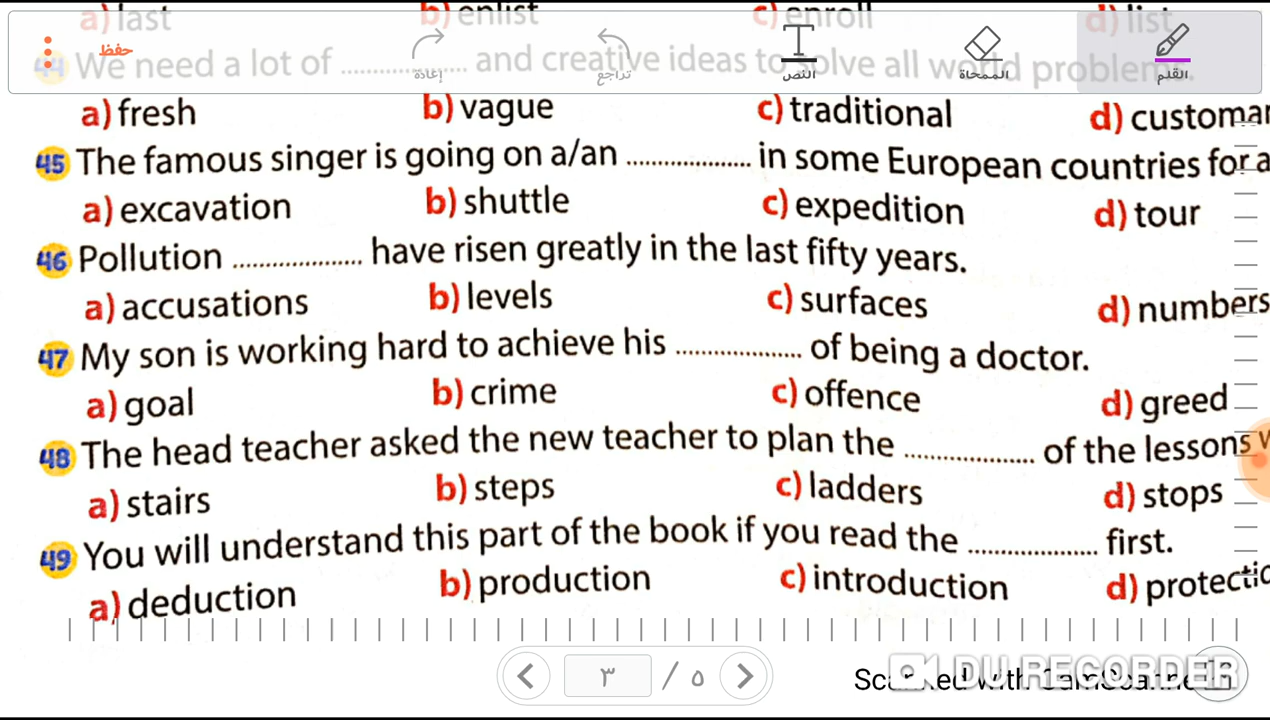 a) last b) enlist c) enroll d) list
حفظ إعادة تراجع النص الممحاة القلم
44 We need a lot of .................. and creative ideas to solve all world problems.
a) fresh b) vague c) traditional d) customar
45 The famous singer is going on a/an .................. in some European countries for a
a) excavation b) shuttle c) expedition d) tour
46 Pollution .................. have risen greatly in the last fifty years.
a) accusations b) levels c) surfaces d) numbers
47 My son is working hard to achieve his .................. of being a doctor.
a) goal b) crime c) offence d) greed
48 The head teacher asked the new teacher to plan the .................. of the lessons
a) stairs b) steps c) ladders d) stops
49 You will understand this part of the book if you read the .................. first.
a) deduction b) production c) introduction d) protectic
٣ / ٥
Scanned with CamScanner
DU RECORDER